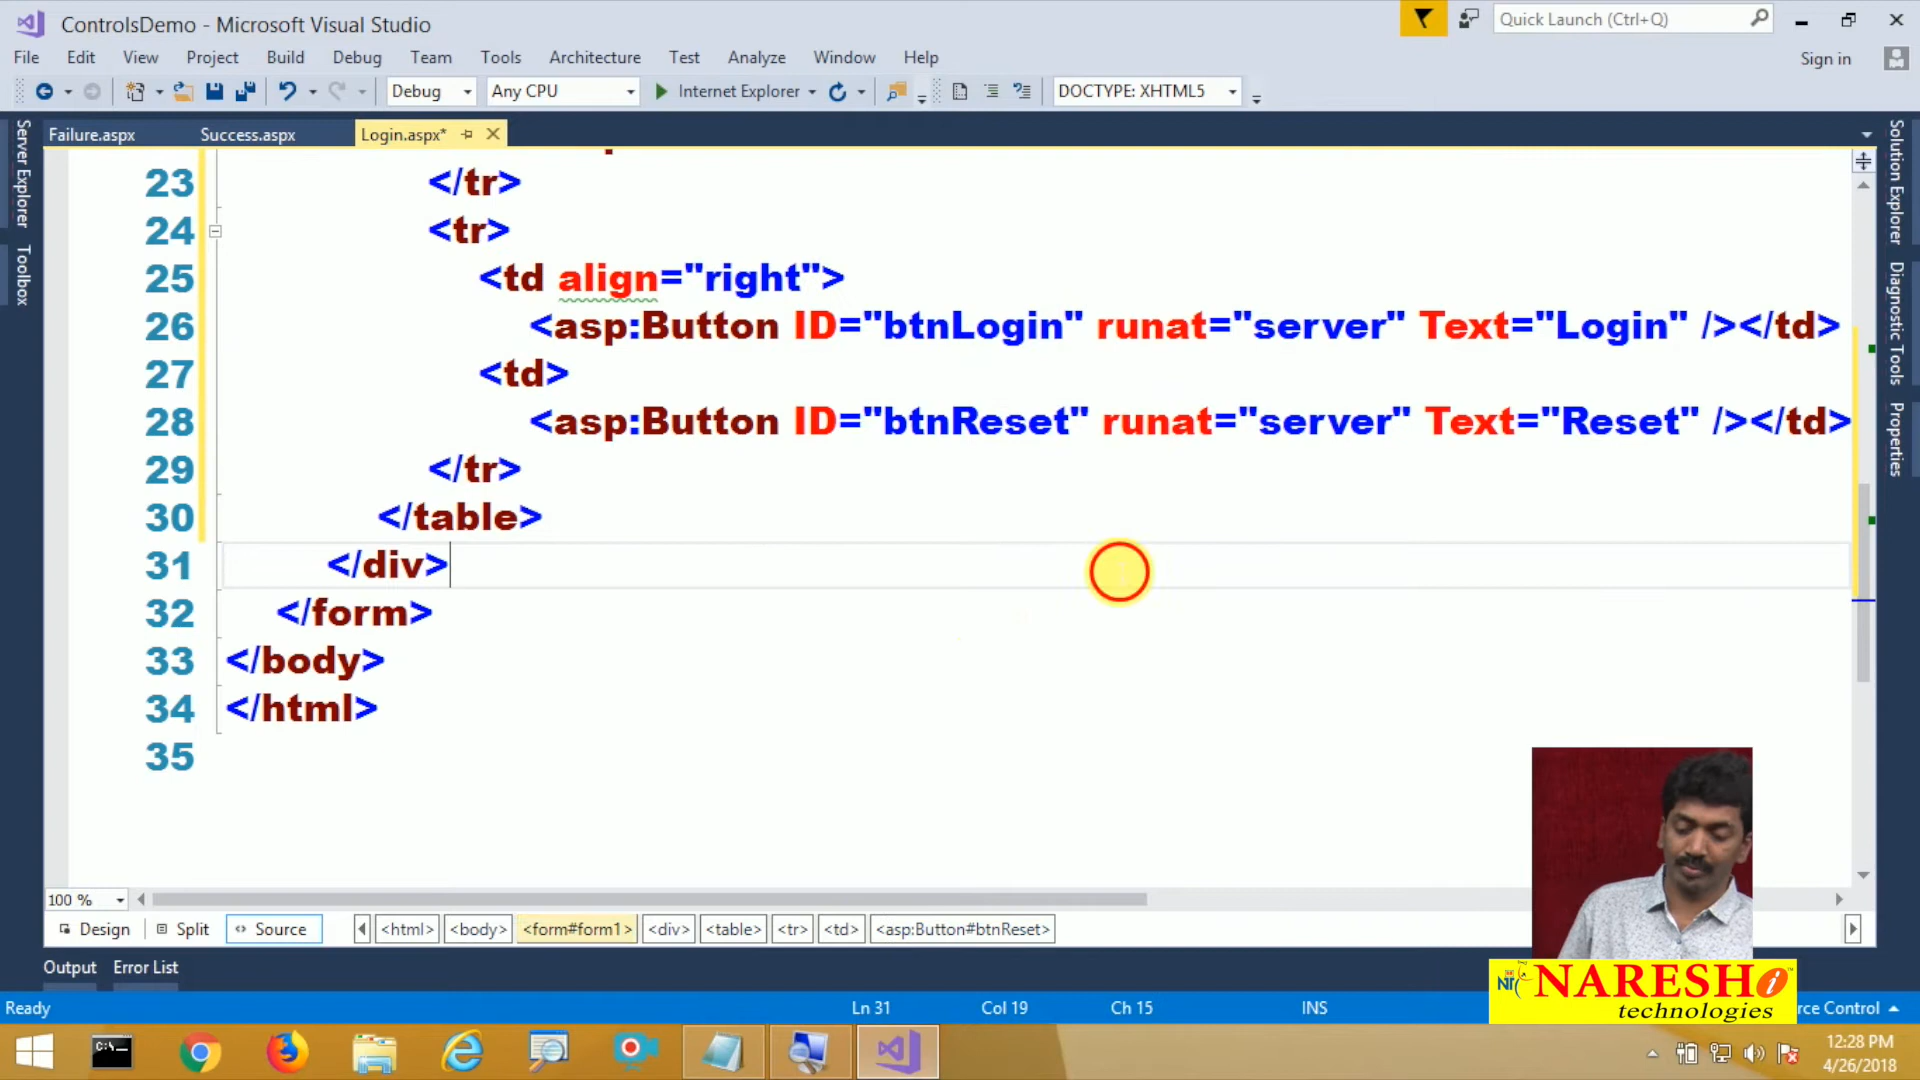 ControlsDemo - Microsoft Visual Studio
Quick Launch (Ctrl+Q)
File Edit View Project Build Debug Team Tools Architecture Test Analyze Window Help
Sign in
Debug Any CPU Internet Explorer DOCTYPE: XHTML5
Failure.aspx Success.aspx Login.aspx*
Server Explorer
Toolbox
Solution Explorer
Diagnostic Tools
Properties
23 </tr>
24 <tr>
25 <td align="right">
26 <asp:Button ID="btnLogin" runat="server" Text="Login" /></td>
27 <td>
28 <asp:Button ID="btnReset" runat="server" Text="Reset" /></td>
29 </tr>
30 </table>
31 </div>
32 </form>
33 </body>
34 </html>
35
100 %
Design Split Source <html> <body> <form#form1> <div> <table> <tr> <td> <asp:Button#btnReset>
Output Error List
Ready Ln 31 Col 19 Ch 15 INS rce Control
NARESH i
technologies
C:\
12:28 PM
4/26/2018